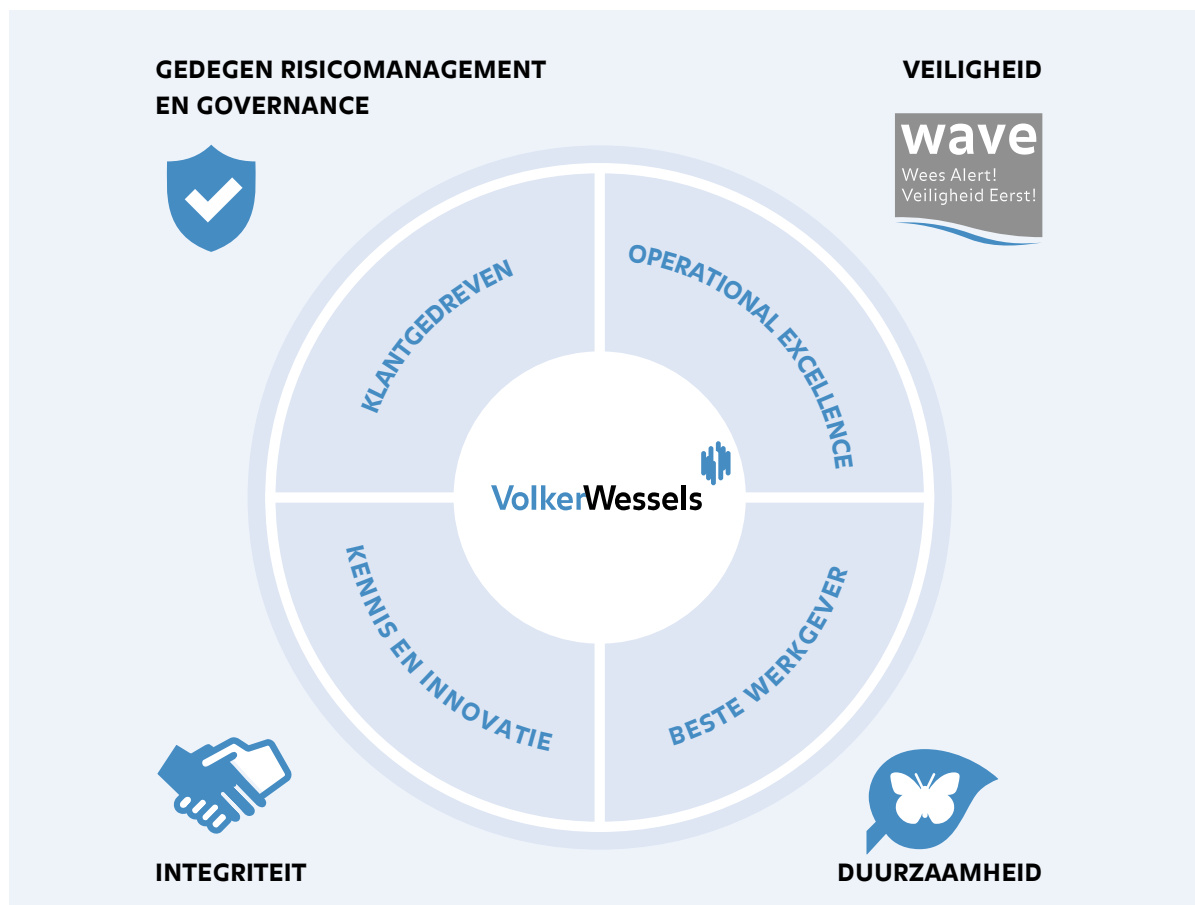 GEDEGEN RISICOMANAGEMENT
EN GOVERNANCE
VEILIGHEID
wave
Wees Alert!
Veiligheid Eerst!
KLANTGEDREVEN
OPERATIONAL EXCELLENCE
VolkerWessels
KENNIS EN INNOVATIE
BESTE WERKGEVER
INTEGRITEIT
DUURZAAMHEID